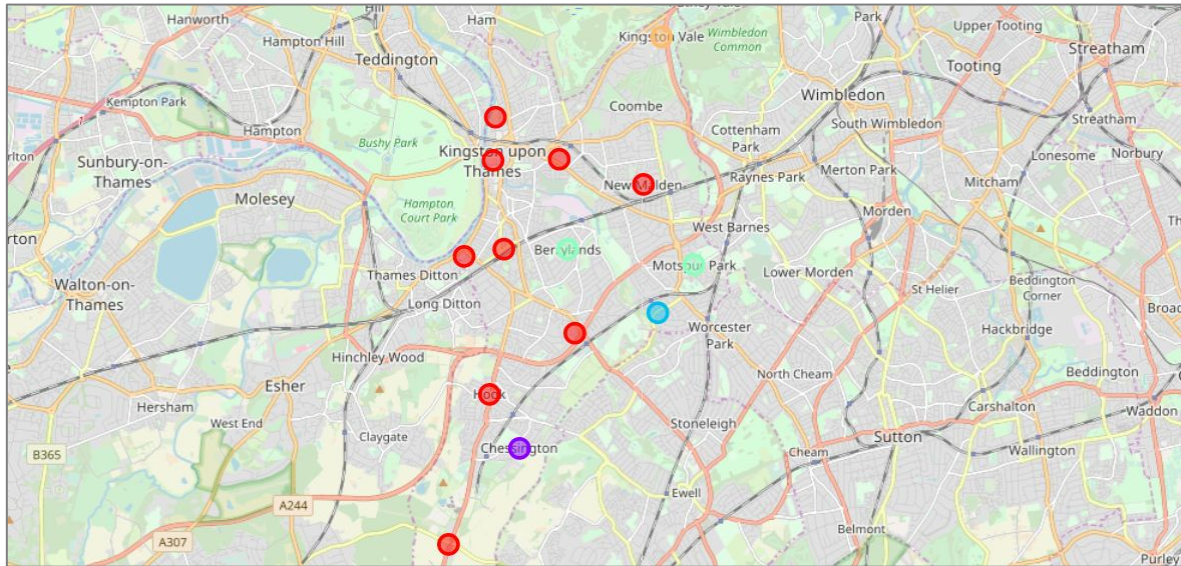 Hanworth
Hill
Ham
Kingston Vale
Wimbledon
Common
Park
Upper Tooting
Streatham
Hampton Hill
Teddington
Tooting
Kempton Park
Coombe
Wimbledon
Hampton
Cottenham
Park
South Wimbledon
Streatham
Bushy Park
Kingston upon
Thames
Norbury
Sunbury-on-
Thames
Lonesome
Raynes Park
Merton Park
New Malden
Mitcham
Molesey
Hampton
Court Park
Morden
West Barnes
Berrylands
Motspur Park
Thames Ditton
Lower Morden
Beddington
Corner
Walton-on-
Thames
St Helier
Long Ditton
Worcester
Park
Hackbridge
Hinchley Wood
North Cheam
Beddington
Esher
Hook
Hersham
Carshalton
Waddon
West End
Stoneleigh
Claygate
Chessington
Sutton
Cheam
Wallington
B365
Ewell
A244
Belmont
A307
Purley